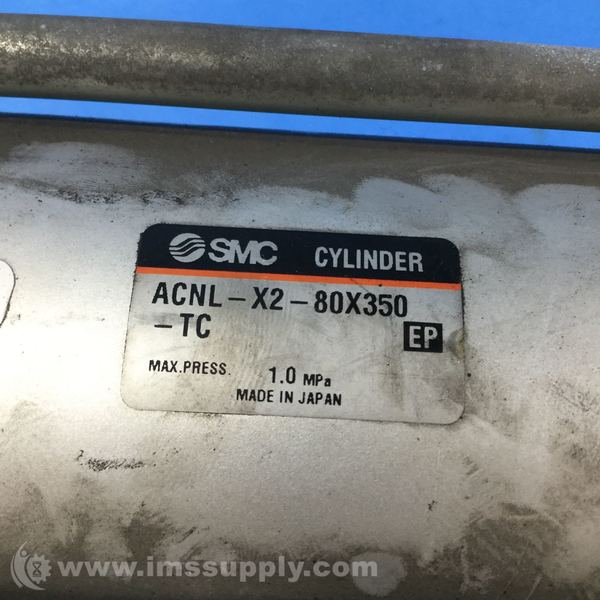 SMC CYLINDER
ACNL-X2-80X350
-TC EP
MAX.PRESS. 1.0 MPa
MADE IN JAPAN
www.imssupply.com